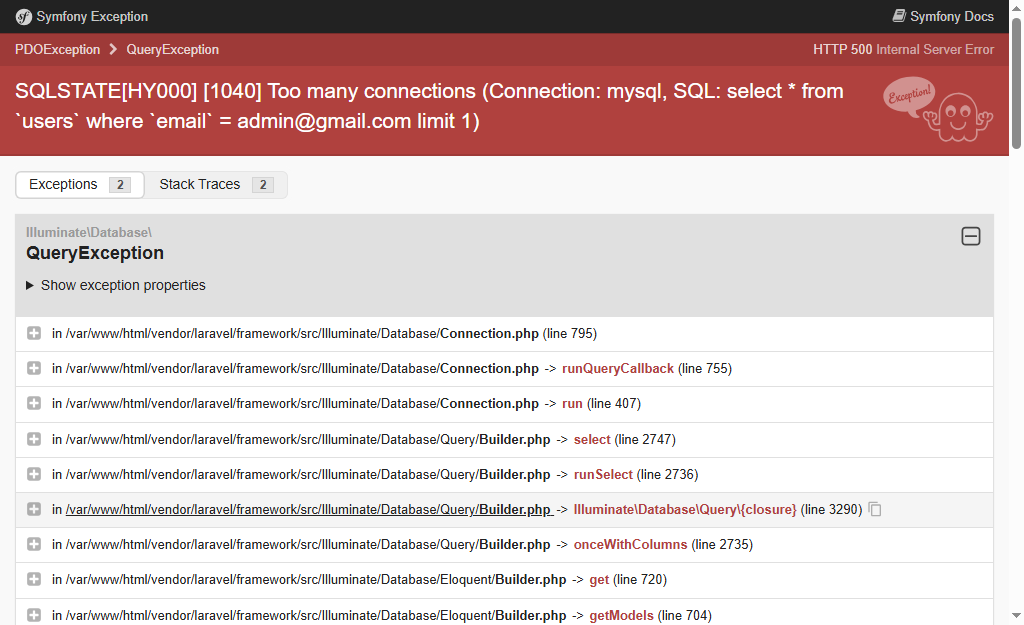 Symfony Exception
Symfony Docs
PDOException QueryException
HTTP 500 Internal Server Error
SQLSTATE[HY000] [1040] Too many connections (Connection: mysql, SQL: select * from
`users` where `email` = admin@gmail.com limit 1)
Exception!
Exceptions 2
Stack Traces 2
Illuminate\Database\
QueryException
Show exception properties
in /var/www/html/vendor/laravel/framework/src/Illuminate/Database/Connection.php (line 795)
in /var/www/html/vendor/laravel/framework/src/Illuminate/Database/Connection.php -> runQueryCallback (line 755)
in /var/www/html/vendor/laravel/framework/src/Illuminate/Database/Connection.php -> run (line 407)
in /var/www/html/vendor/laravel/framework/src/Illuminate/Database/Query/Builder.php -> select (line 2747)
in /var/www/html/vendor/laravel/framework/src/Illuminate/Database/Query/Builder.php -> runSelect (line 2736)
in /var/www/html/vendor/laravel/framework/src/Illuminate/Database/Query/Builder.php -> Illuminate\Database\Query\{closure} (line 3290)
in /var/www/html/vendor/laravel/framework/src/Illuminate/Database/Query/Builder.php -> onceWithColumns (line 2735)
in /var/www/html/vendor/laravel/framework/src/Illuminate/Database/Eloquent/Builder.php -> get (line 720)
in /var/www/html/vendor/laravel/framework/src/Illuminate/Database/Eloquent/Builder.php -> getModels (line 704)